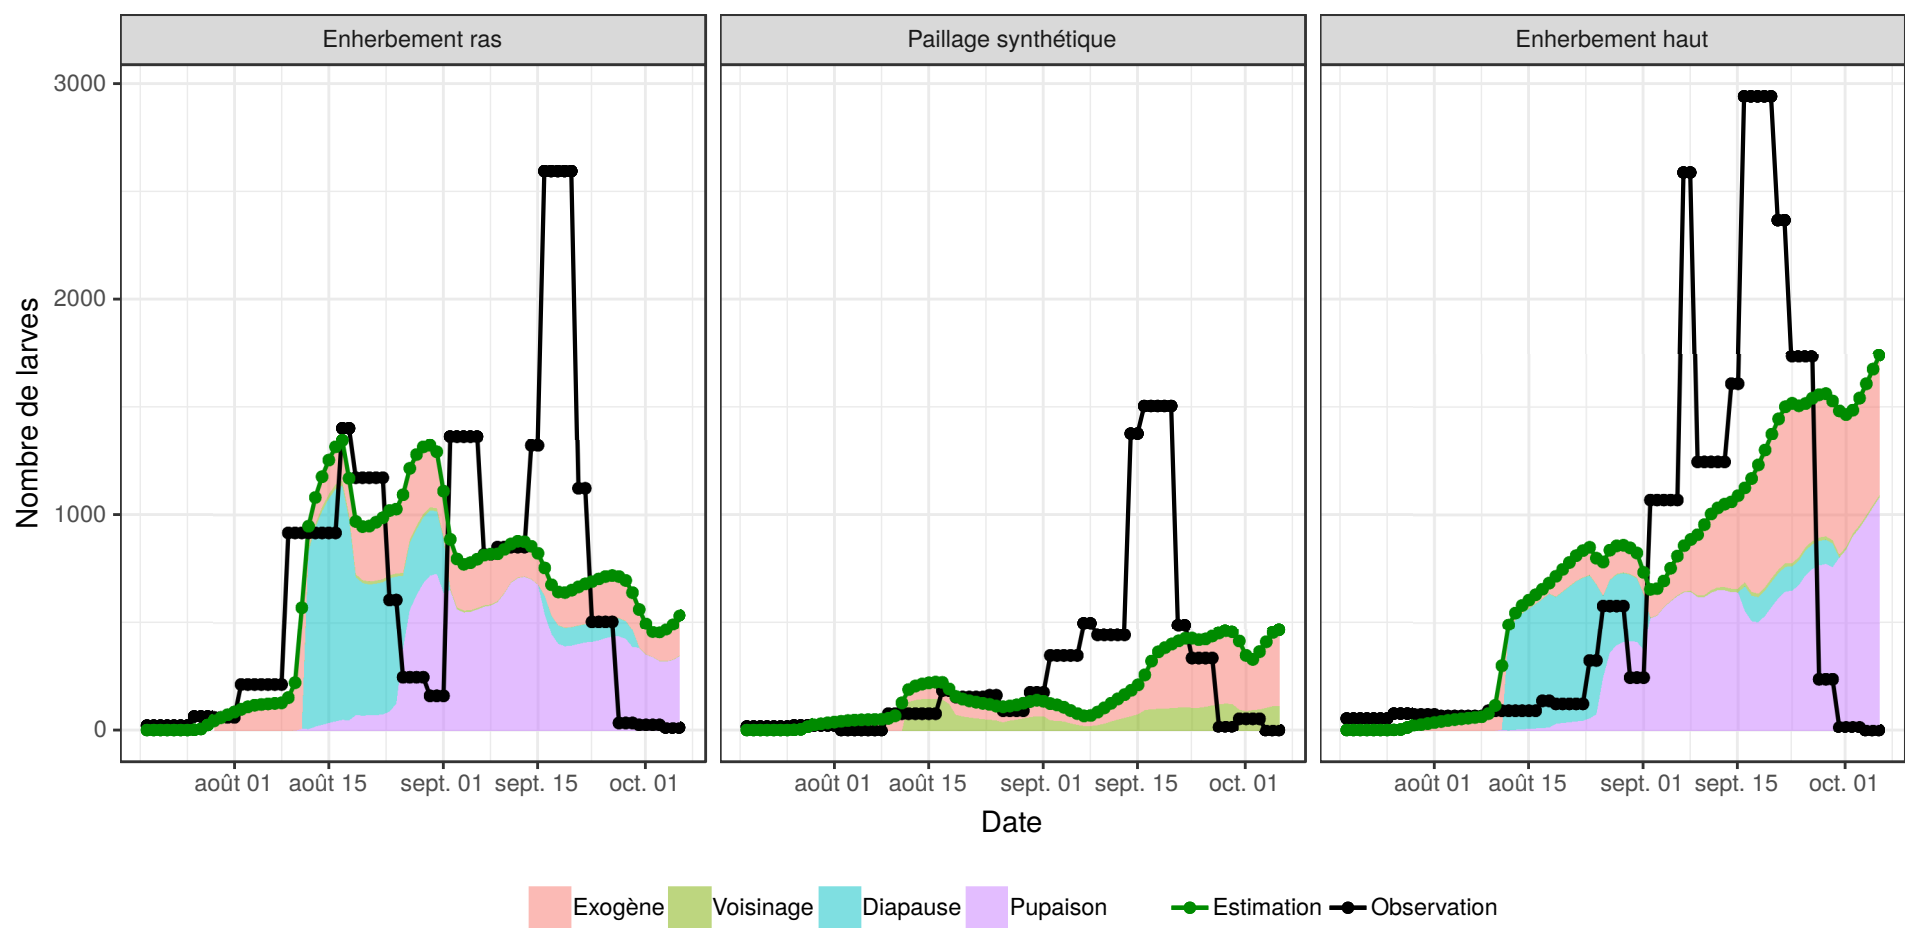 Enherbement ras
Paillage synthétique
Enherbement haut
Nombre de larves
3000
2000
1000
0
août 01 août 15 sept. 01 sept. 15 oct. 01
août 01 août 15 sept. 01 sept. 15 oct. 01
août 01 août 15 sept. 01 sept. 15 oct. 01
Date
Exogène Voisinage Diapause Pupaison Estimation Observation